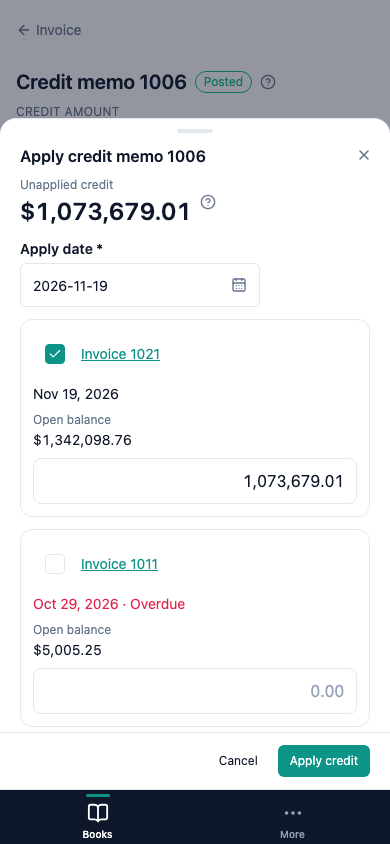 Invoice
Credit memo 1006 Posted
CREDIT AMOUNT
Apply credit memo 1006
Unapplied credit
$1,073,679.01
Apply date *
2026-11-19
Invoice 1021
Nov 19, 2026
Open balance
$1,342,098.76
1,073,679.01
Invoice 1011
Oct 29, 2026 · Overdue
Open balance
$5,005.25
0.00
Cancel Apply credit
Books More